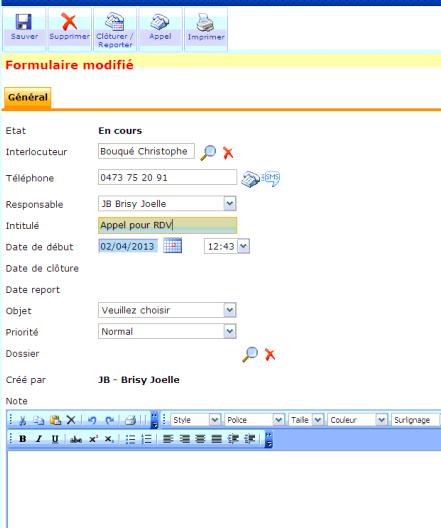 Sauver Supprimer Clôturer / Reporter Appel Imprimer
Formulaire modifié
Général
Etat En cours
Interlocuteur Bouqué Christophe
Téléphone 0473 75 20 91 SMS
Responsable JB Brisy Joelle
Intitulé Appel pour RDV
Date de début 02/04/2013 12:43
Date de clôture
Date report
Objet Veuillez choisir
Priorité Normal
Dossier
Créé par JB - Brisy Joelle
Note
Style Police Taille Couleur Surlignage
B I U abc x² x₂